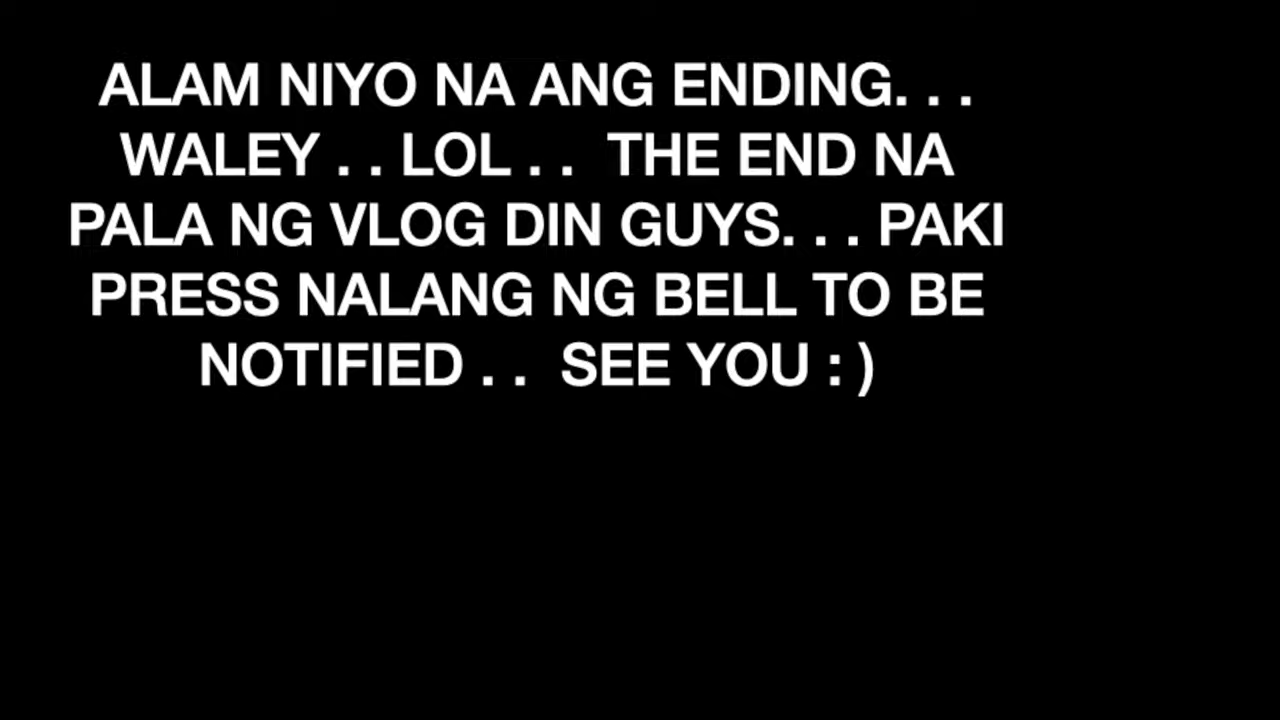 ALAM NIYO NA ANG ENDING. . .
WALEY . . LOL . .  THE END NA
PALA NG VLOG DIN GUYS. . . PAKI
PRESS NALANG NG BELL TO BE
NOTIFIED . .  SEE YOU : )